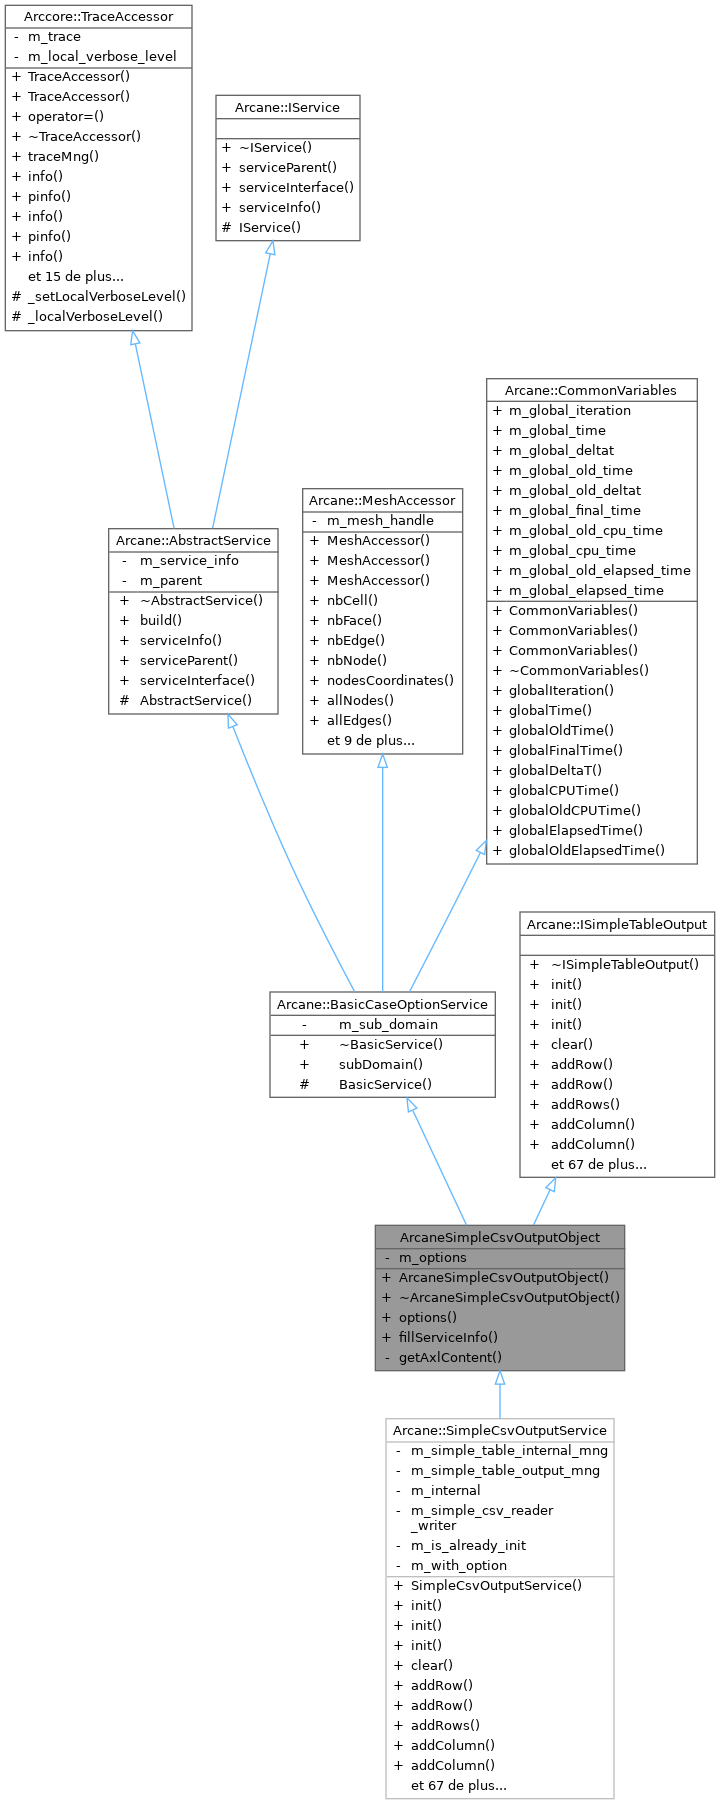 Arccore::TraceAccessor
- m_trace
- m_local_verbose_level
+ TraceAccessor()
+ TraceAccessor()
+ operator=()
+ ~TraceAccessor()
+ traceMng()
+ info()
+ pinfo()
+ info()
+ pinfo()
+ info()
et 15 de plus...
# _setLocalVerboseLevel()
# _localVerboseLevel()
Arcane::IService
+ ~IService()
+ serviceParent()
+ serviceInterface()
+ serviceInfo()
# IService()
Arcane::CommonVariables
+ m_global_iteration
+ m_global_time
+ m_global_deltat
+ m_global_old_time
+ m_global_old_deltat
+ m_global_final_time
+ m_global_old_cpu_time
+ m_global_cpu_time
+ m_global_old_elapsed_time
+ m_global_elapsed_time
+ CommonVariables()
+ CommonVariables()
+ CommonVariables()
+ ~CommonVariables()
+ globalIteration()
+ globalTime()
+ globalOldTime()
+ globalFinalTime()
+ globalDeltaT()
+ globalCPUTime()
+ globalOldCPUTime()
+ globalElapsedTime()
+ globalOldElapsedTime()
Arcane::MeshAccessor
- m_mesh_handle
+ MeshAccessor()
+ MeshAccessor()
+ MeshAccessor()
+ nbCell()
+ nbFace()
+ nbEdge()
+ nbNode()
+ nodesCoordinates()
+ allNodes()
+ allEdges()
et 9 de plus...
Arcane::AbstractService
- m_service_info
- m_parent
+ ~AbstractService()
+ build()
+ serviceInfo()
+ serviceParent()
+ serviceInterface()
# AbstractService()
Arcane::ISimpleTableOutput
+ ~ISimpleTableOutput()
+ init()
+ init()
+ init()
+ clear()
+ addRow()
+ addRow()
+ addRows()
+ addColumn()
+ addColumn()
et 67 de plus...
Arcane::BasicCaseOptionService
- m_sub_domain
+ ~BasicService()
+ subDomain()
# BasicService()
ArcaneSimpleCsvOutputObject
- m_options
+ ArcaneSimpleCsvOutputObject()
+ ~ArcaneSimpleCsvOutputObject()
+ options()
+ fillServiceInfo()
- getAxlContent()
Arcane::SimpleCsvOutputService
- m_simple_table_internal_mng
- m_simple_table_output_mng
- m_internal
- m_simple_csv_reader
_writer
- m_is_already_init
- m_with_option
+ SimpleCsvOutputService()
+ init()
+ init()
+ init()
+ clear()
+ addRow()
+ addRow()
+ addRows()
+ addColumn()
+ addColumn()
et 67 de plus...